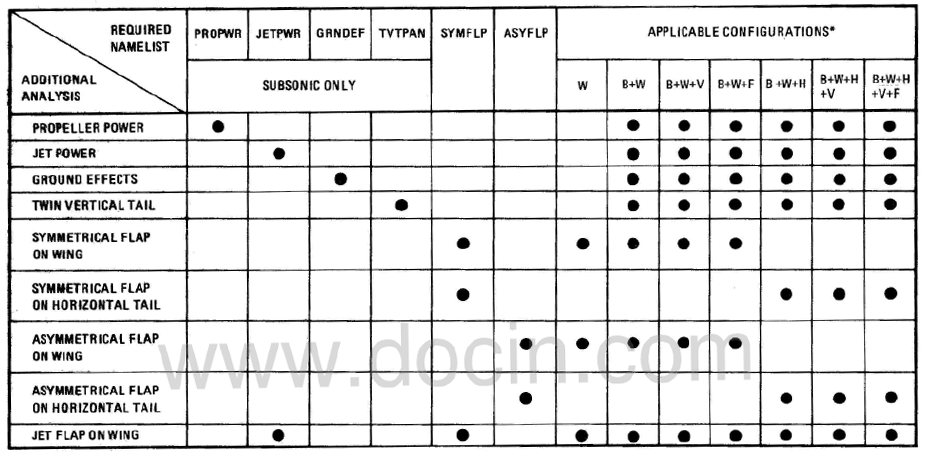 REQUIRED NAMELIST
ADDITIONAL ANALYSIS
PROPWR JETPWR GRNDEF TVTPAN SYMFLP ASYFLP APPLICABLE CONFIGURATIONS*
SUBSONIC ONLY W B+W B+W+V B+W+F B+W+H B+W+H+V B+W+H+V+F
PROPELLER POWER ● ● ● ● ● ● ●
JET POWER ● ● ● ● ● ● ●
GROUND EFFECTS ● ● ● ● ● ● ●
TWIN VERTICAL TAIL ● ● ● ● ● ● ●
SYMMETRICAL FLAP
ON WING ● ● ● ● ●
SYMMETRICAL FLAP
ON HORIZONTAL TAIL ● ● ● ●
ASYMMETRICAL FLAP
ON WING ● ● ● ● ●
ASYMMETRICAL FLAP
ON HORIZONTAL TAIL ● ● ● ●
JET FLAP ON WING ● ● ● ● ● ● ● ● ●
www.docin.com